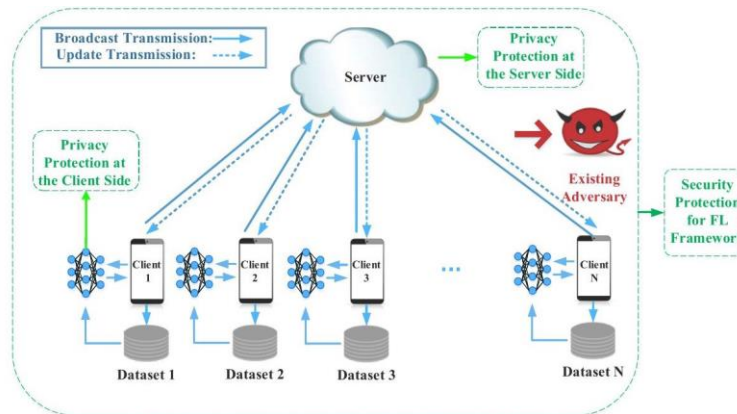 Broadcast Transmission:
Update Transmission:
Server
Privacy
Protection at
the Server Side
Privacy
Protection at
the Client Side
Existing
Adversary
Security
Protection
for FL
Framework
Client
1
Client
2
Client
3
...
Client
N
Dataset 1
Dataset 2
Dataset 3
Dataset N